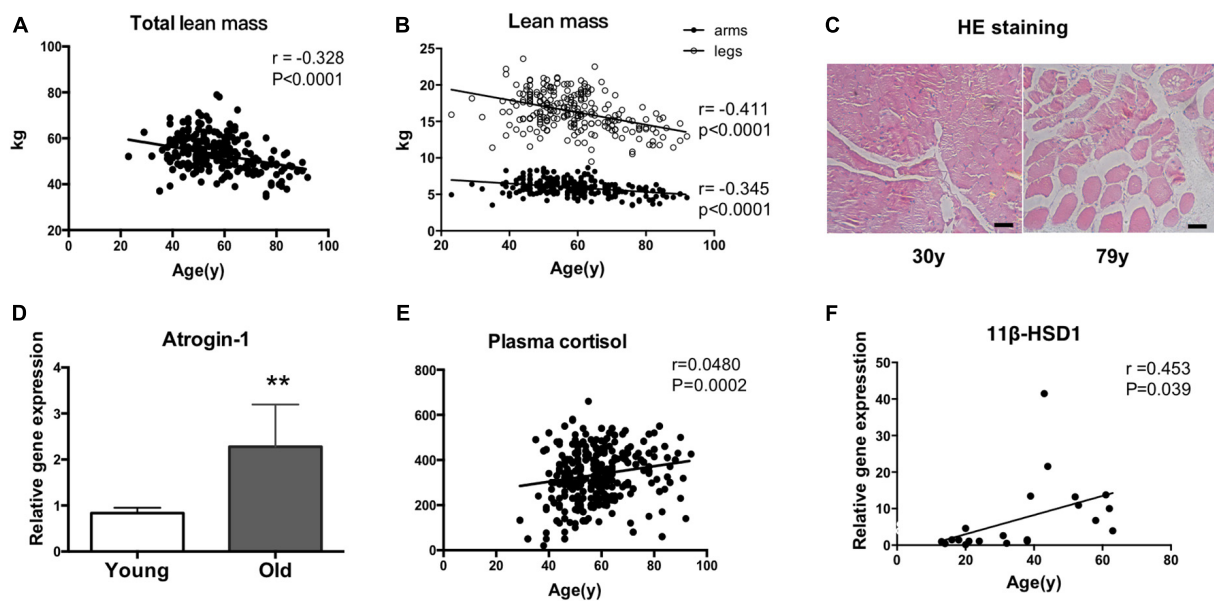 A
Total lean mass
r = -0.328
P<0.0001
100
80
60
40
20
kg
0
20
40
60
80
100
Age(y)
B
Lean mass
arms
legs
25
20
15
10
5
0
kg
r= -0.411
p<0.0001
r= -0.345
p<0.0001
20
40
60
80
100
Age(y)
C
HE staining
30y
79y
D
Atrogin-1
Relative gene expression
4
3
2
1
0
**
Young
Old
E
Plasma cortisol
r=0.0480
P=0.0002
800
600
400
200
0
0
20
40
60
80
100
Age(y)
F
11β-HSD1
r =0.453
P=0.039
Relative gene expresstion
50
40
30
20
10
0
0
20
40
60
80
Age(y)